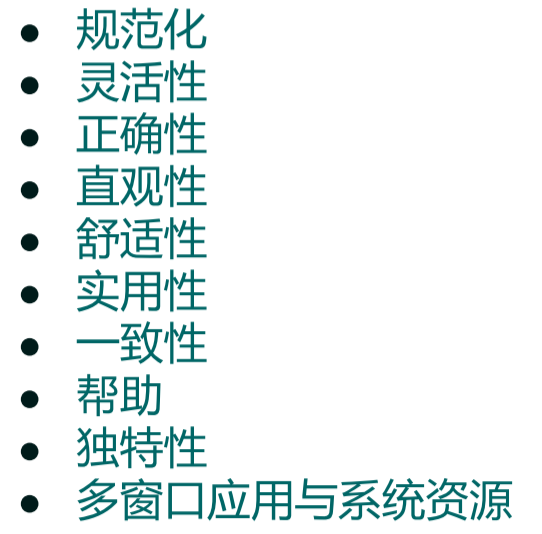 • 规范化
• 灵活性
• 正确性
• 直观性
• 舒适性
• 实用性
• 一致性
• 帮助
• 独特性
• 多窗口应用与系统资源